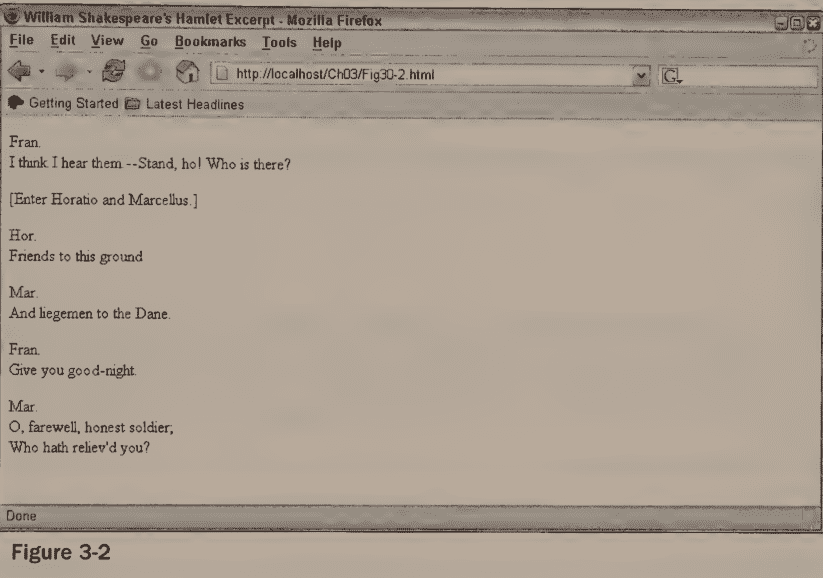 William Shakespeare's Hamlet Excerpt - Mozilla Firefox
File Edit View Go Bookmarks Tools Help
http://localhost/Ch03/Fig30-2.html G
Getting Started Latest Headlines
Fran.
I think I hear them.--Stand, ho! Who is there?
[Enter Horatio and Marcellus.]
Hor.
Friends to this ground
Mar.
And liegemen to the Dane.
Fran.
Give you good-night.
Mar.
O, farewell, honest soldier;
Who hath reliev'd you?
Done
Figure 3-2